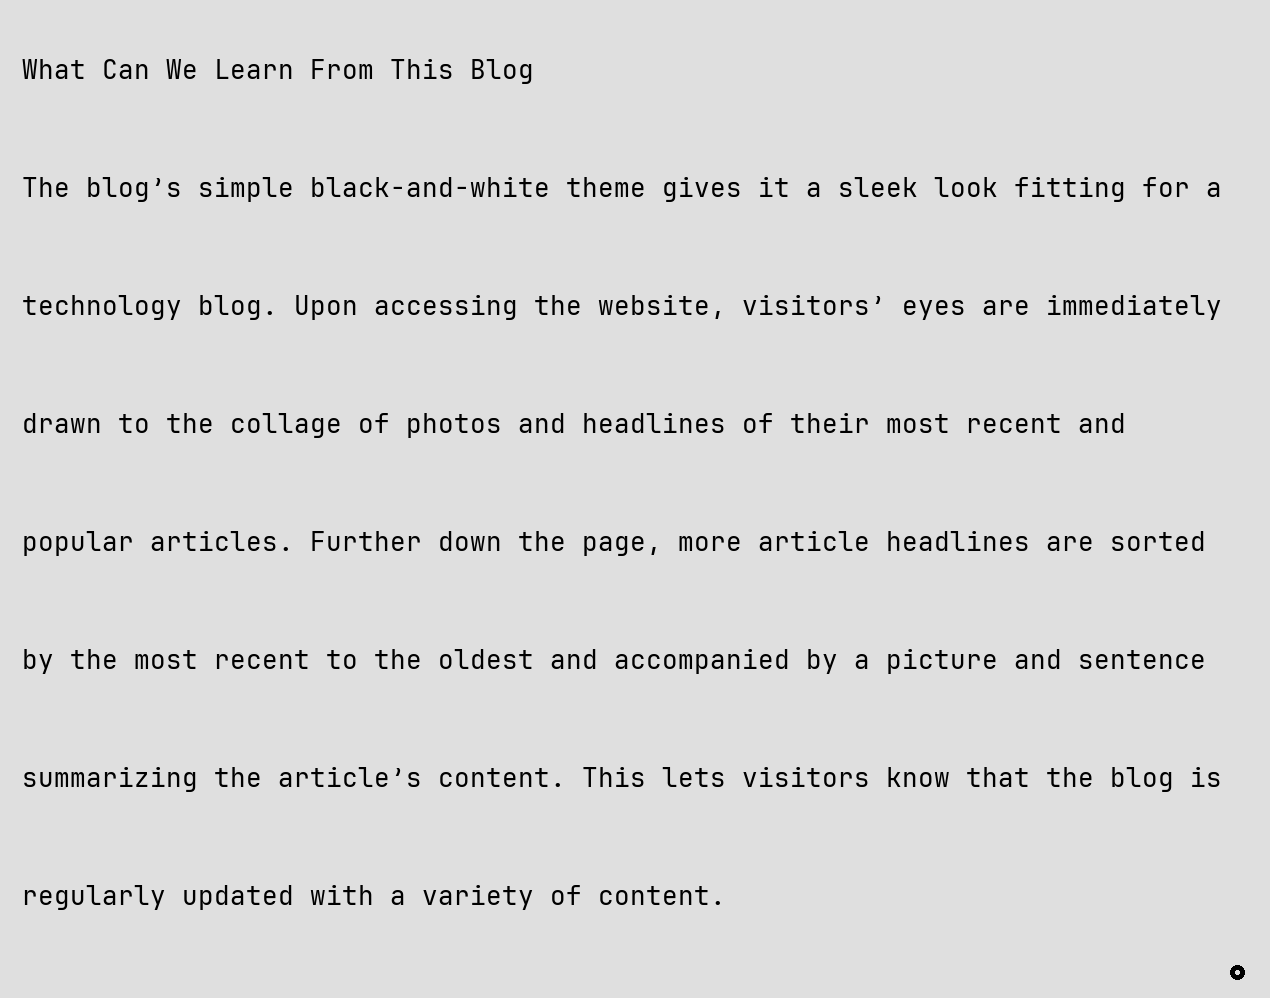 What Can We Learn From This Blog
The blog’s simple black-and-white theme gives it a sleek look fitting for a
technology blog. Upon accessing the website, visitors’ eyes are immediately
drawn to the collage of photos and headlines of their most recent and
popular articles. Further down the page, more article headlines are sorted
by the most recent to the oldest and accompanied by a picture and sentence
summarizing the article’s content. This lets visitors know that the blog is
regularly updated with a variety of content.